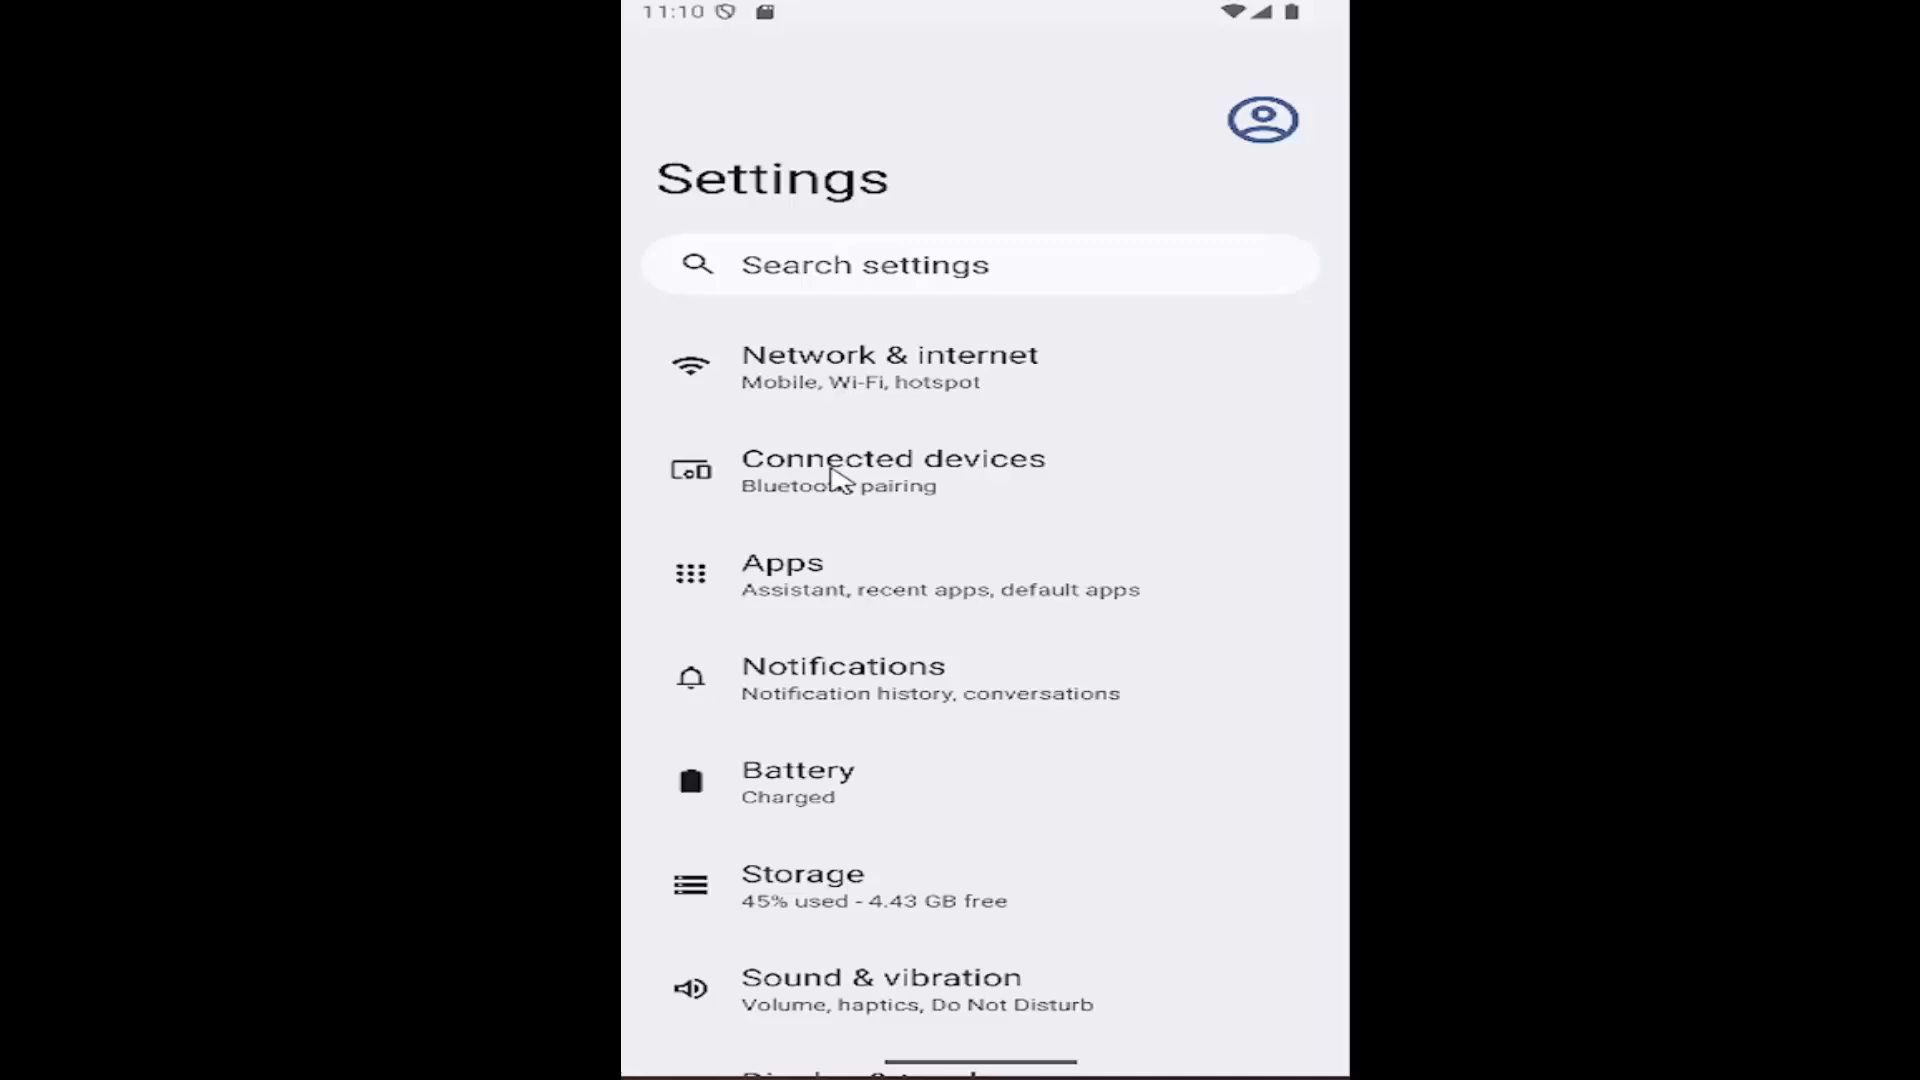 11:10
Settings
Search settings
Network & internet
Mobile, Wi-Fi, hotspot
Connected devices
Bluetooth, pairing
Apps
Assistant, recent apps, default apps
Notifications
Notification history, conversations
Battery
Charged
Storage
45% used - 4.43 GB free
Sound & vibration
Volume, haptics, Do Not Disturb